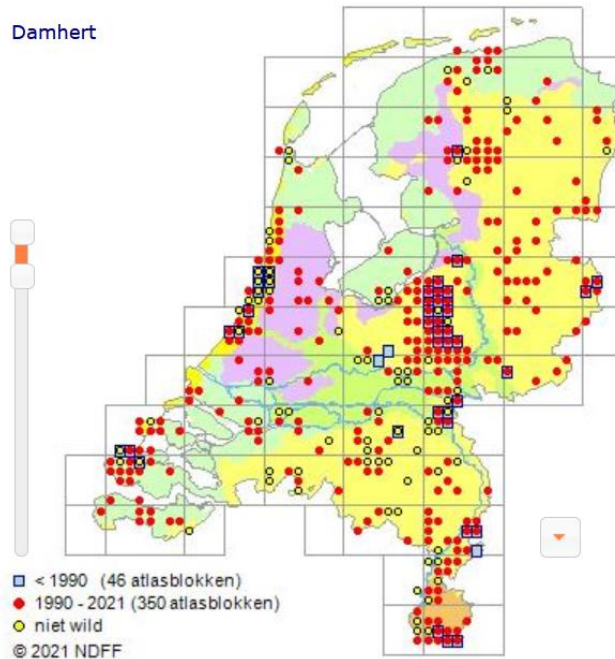 Damhert
< 1990 (46 atlasblokken)
1990 - 2021 (350 atlasblokken)
niet wild
© 2021 NDFF